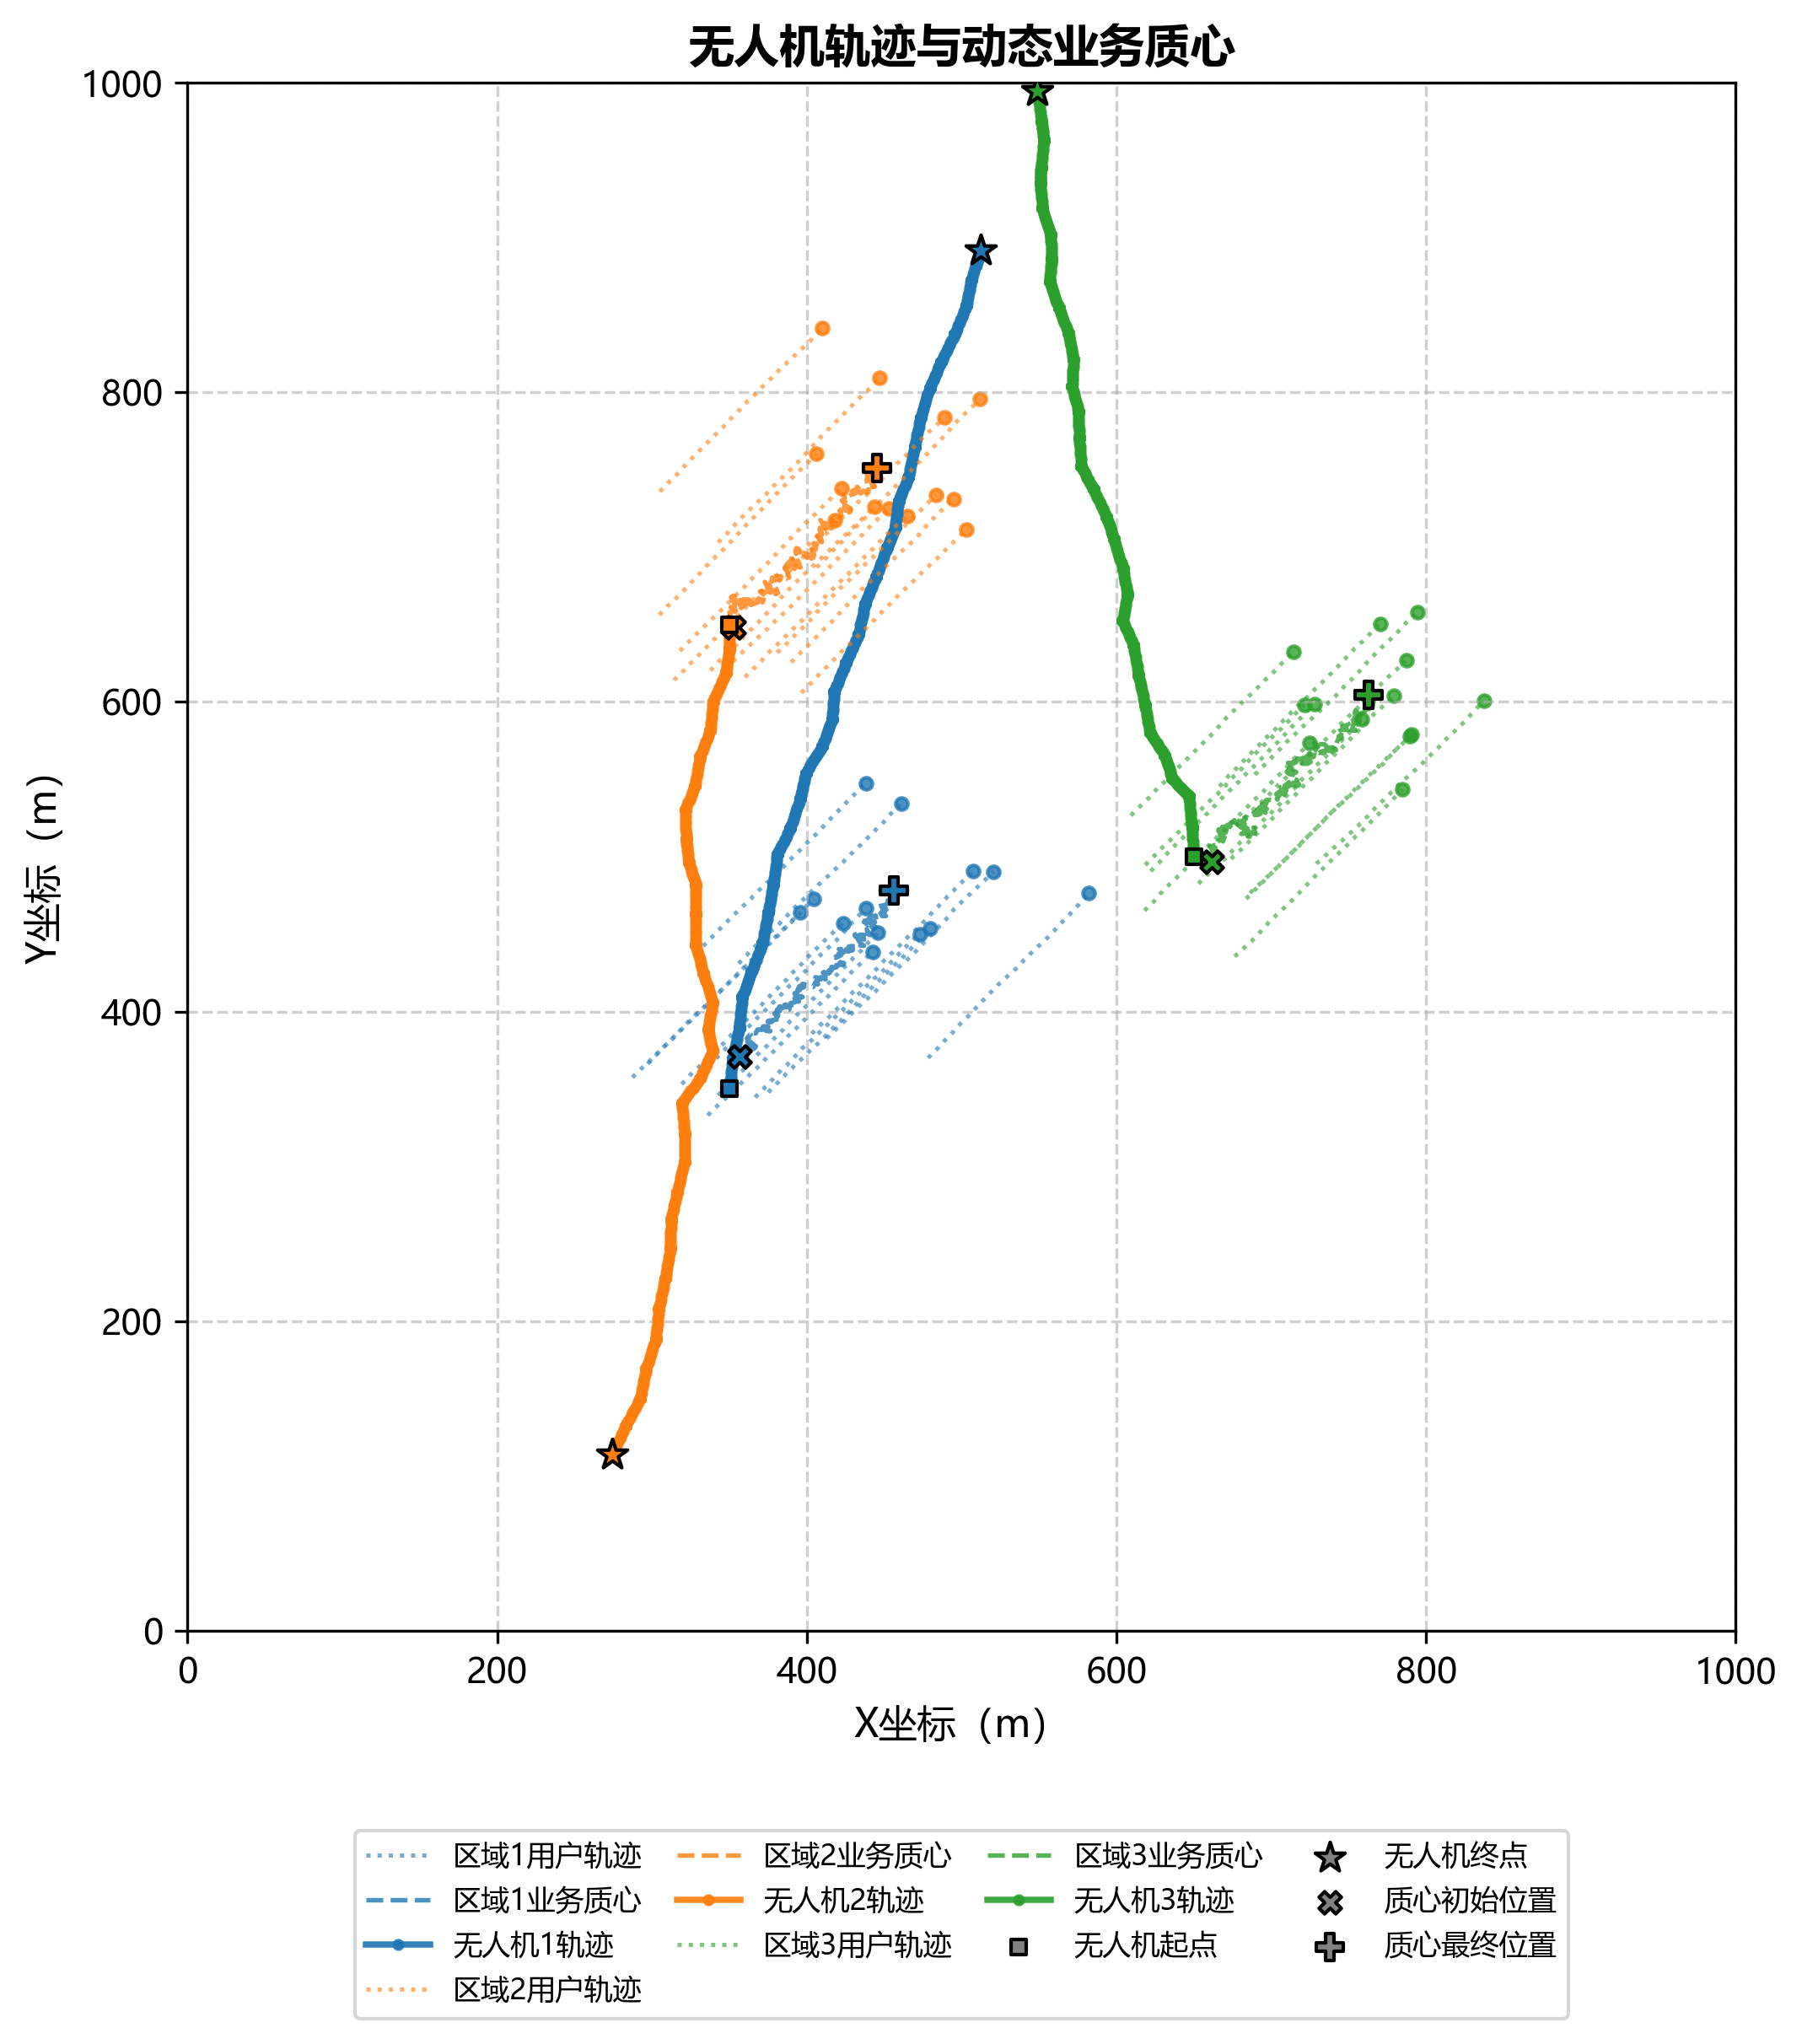 无人机轨迹与动态业务质心
1000
800
600
400
200
0
Y坐标（m）
0 200 400 600 800 1000
X坐标（m）
区域1用户轨迹 区域2业务质心 区域3业务质心 无人机终点
区域1业务质心 无人机2轨迹 无人机3轨迹 质心初始位置
无人机1轨迹 区域3用户轨迹 无人机起点 质心最终位置
区域2用户轨迹